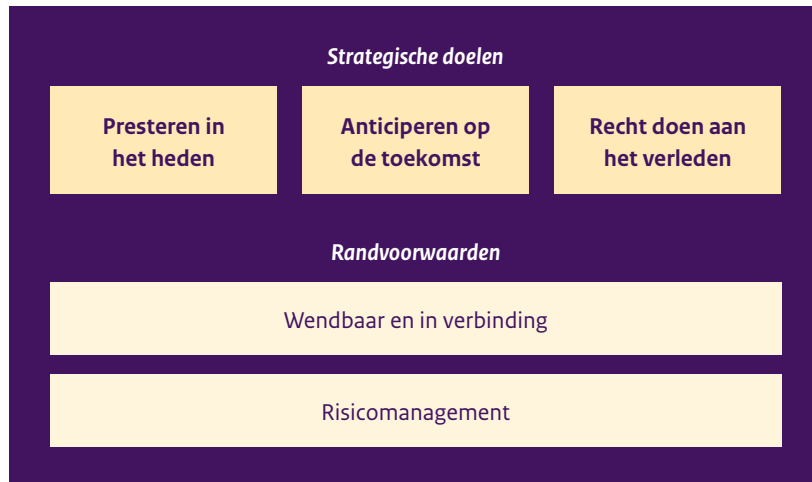 Strategische doelen
Presteren in
het heden
Anticiperen op
de toekomst
Recht doen aan
het verleden
Randvoorwaarden
Wendbaar en in verbinding
Risicomanagement